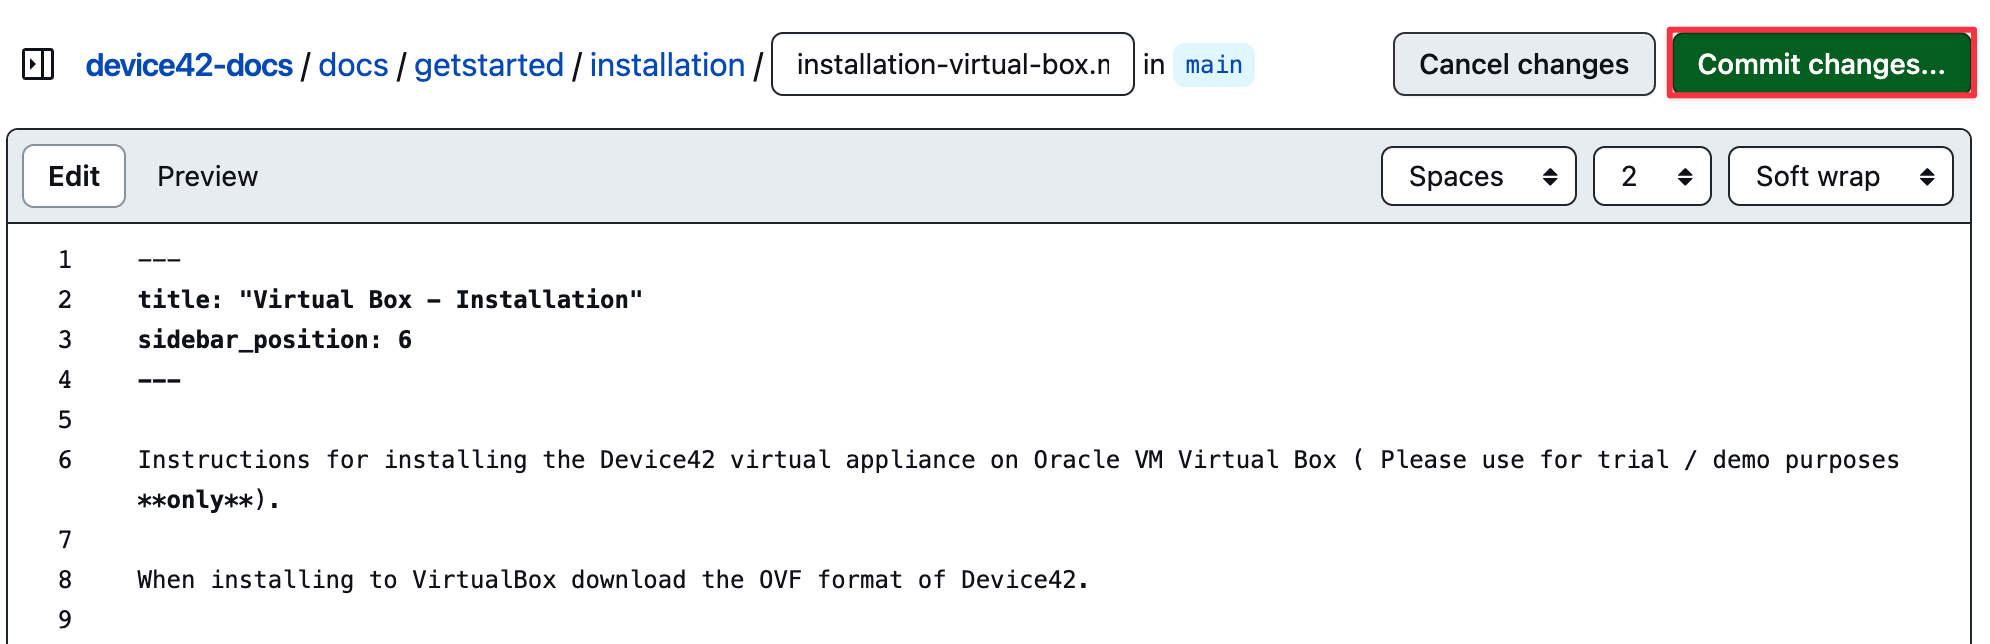 device42-docs / docs / getstarted / installation / installation-virtual-box.n in main Cancel changes Commit changes...
Edit Preview Spaces 2 Soft wrap
1 ---
2 title: "Virtual Box - Installation"
3 sidebar_position: 6
4 ---
5
6 Instructions for installing the Device42 virtual appliance on Oracle VM Virtual Box ( Please use for trial / demo purposes
**only**).
7
8 When installing to VirtualBox download the OVF format of Device42.
9